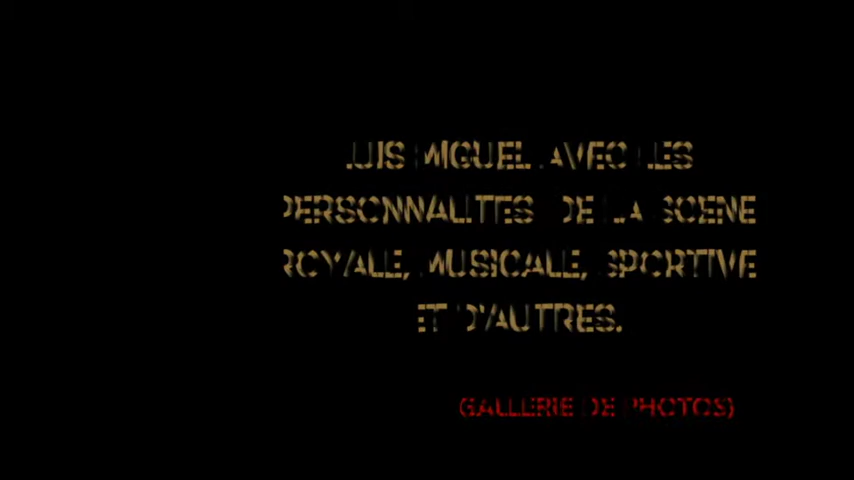 LUIS MIGUEL AVEC LES
PERSONNALITES DE LA SCENE
ROYALE, MUSICALE, SPORTIVE
ET D'AUTRES.
(GALLERIE DE PHOTOS)